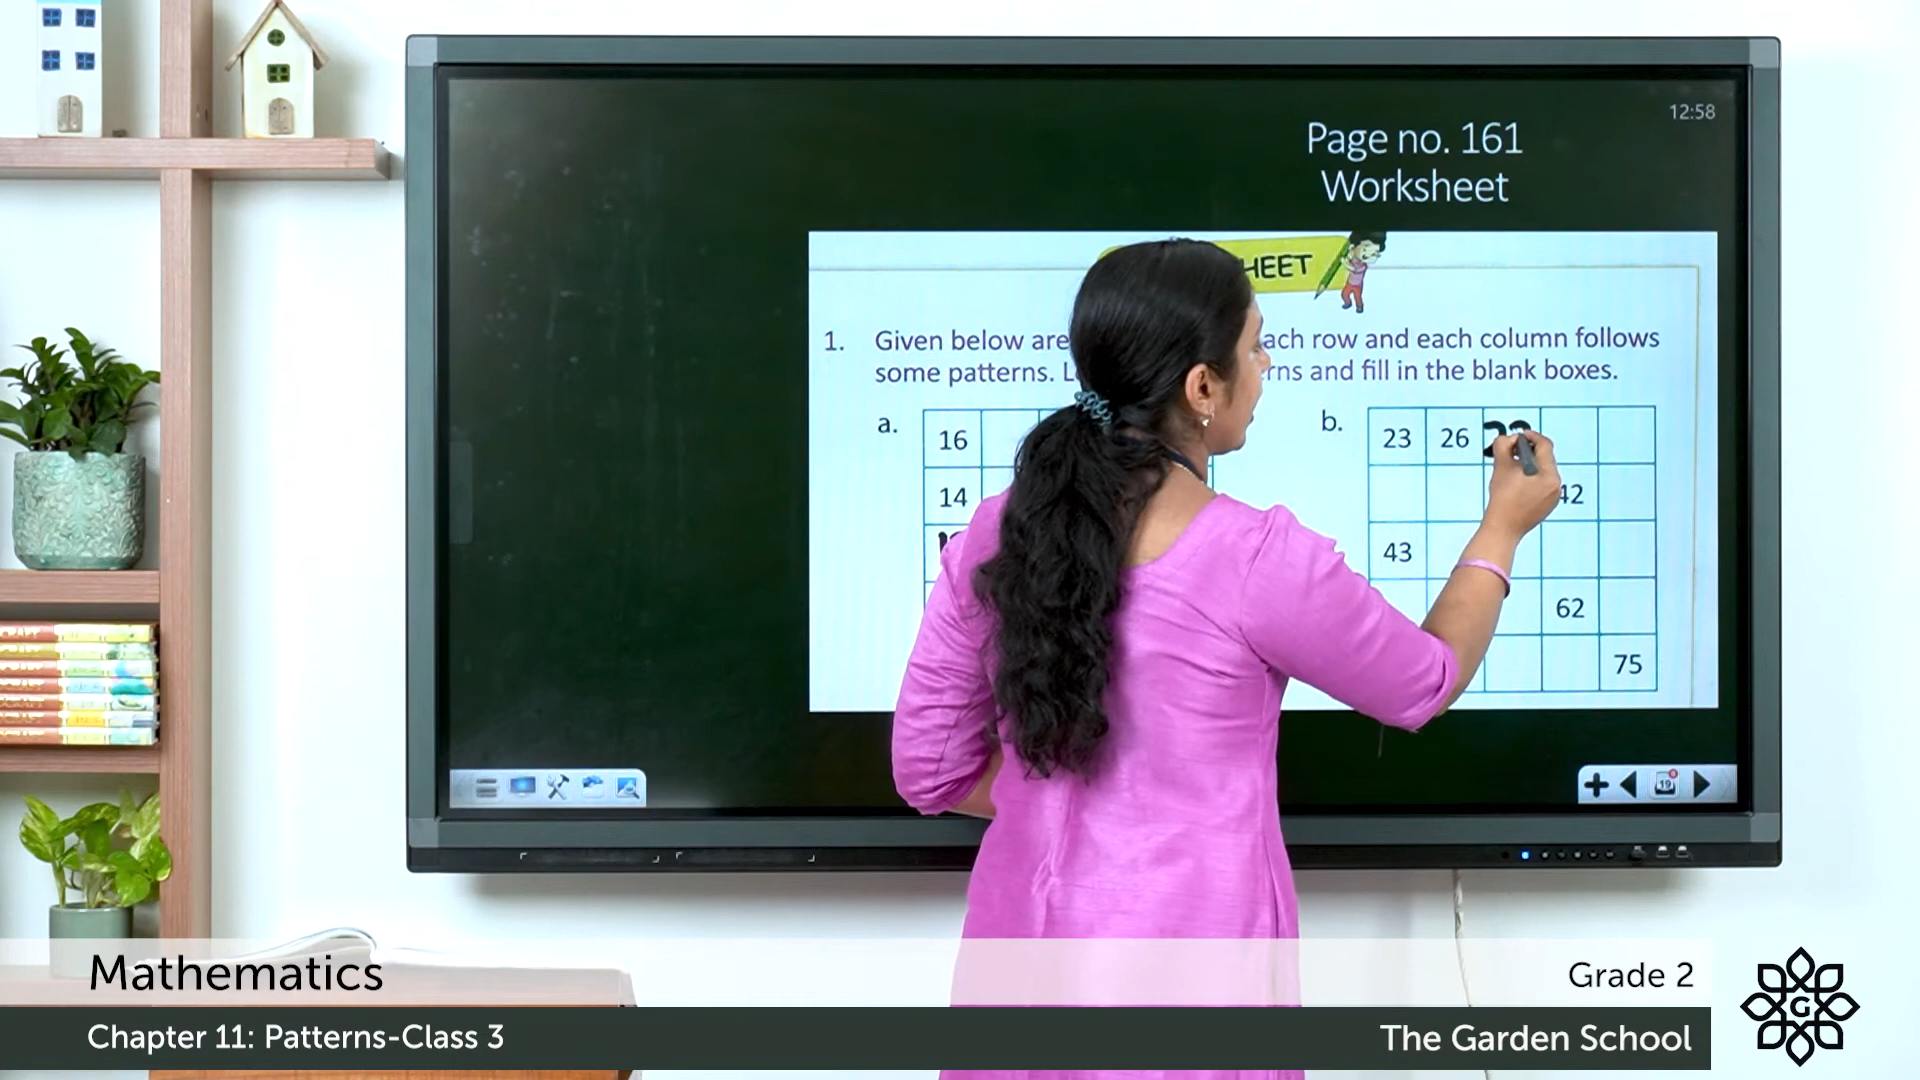 12:58
Page no. 161
Worksheet
HEET
1. Given below are ach row and each column follows
some patterns. L rns and fill in the blank boxes.
a. 16
14
b. 23 26
42
43
62
75
19
Mathematics
Grade 2
Chapter 11: Patterns-Class 3
The Garden School
G